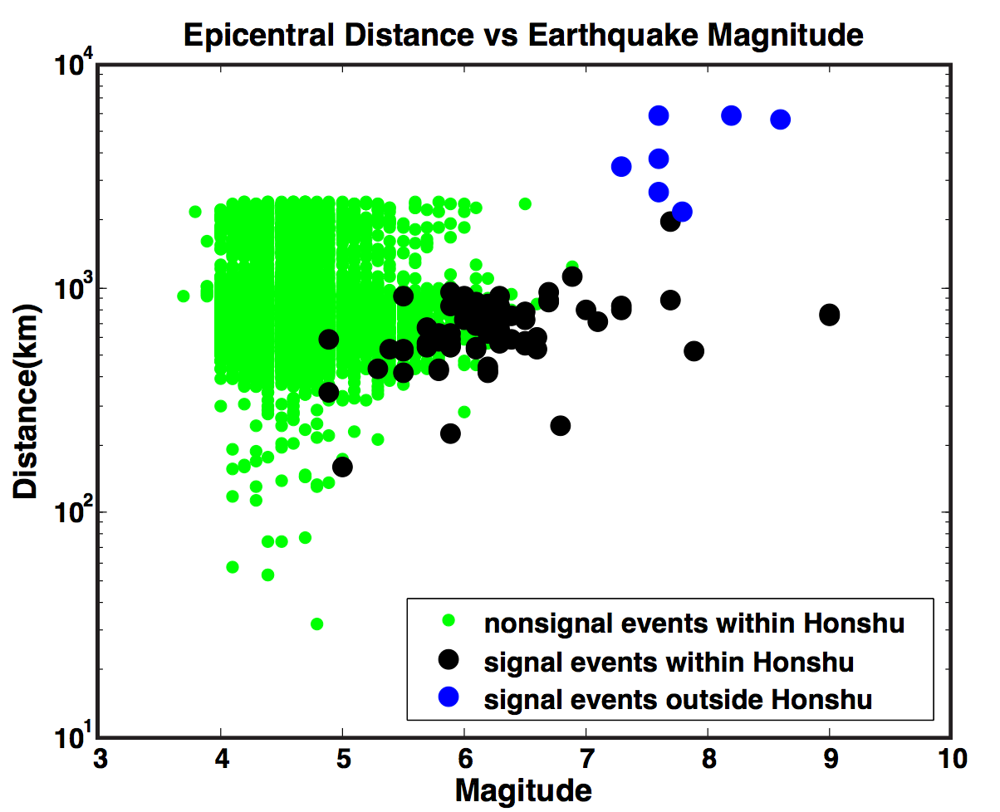 Epicentral Distance vs Earthquake Magnitude
10^4
10^3
10^2
10^1
Distance(km)
nonsignal events within Honshu
signal events within Honshu
signal events outside Honshu
3 4 5 6 7 8 9 10
Magitude